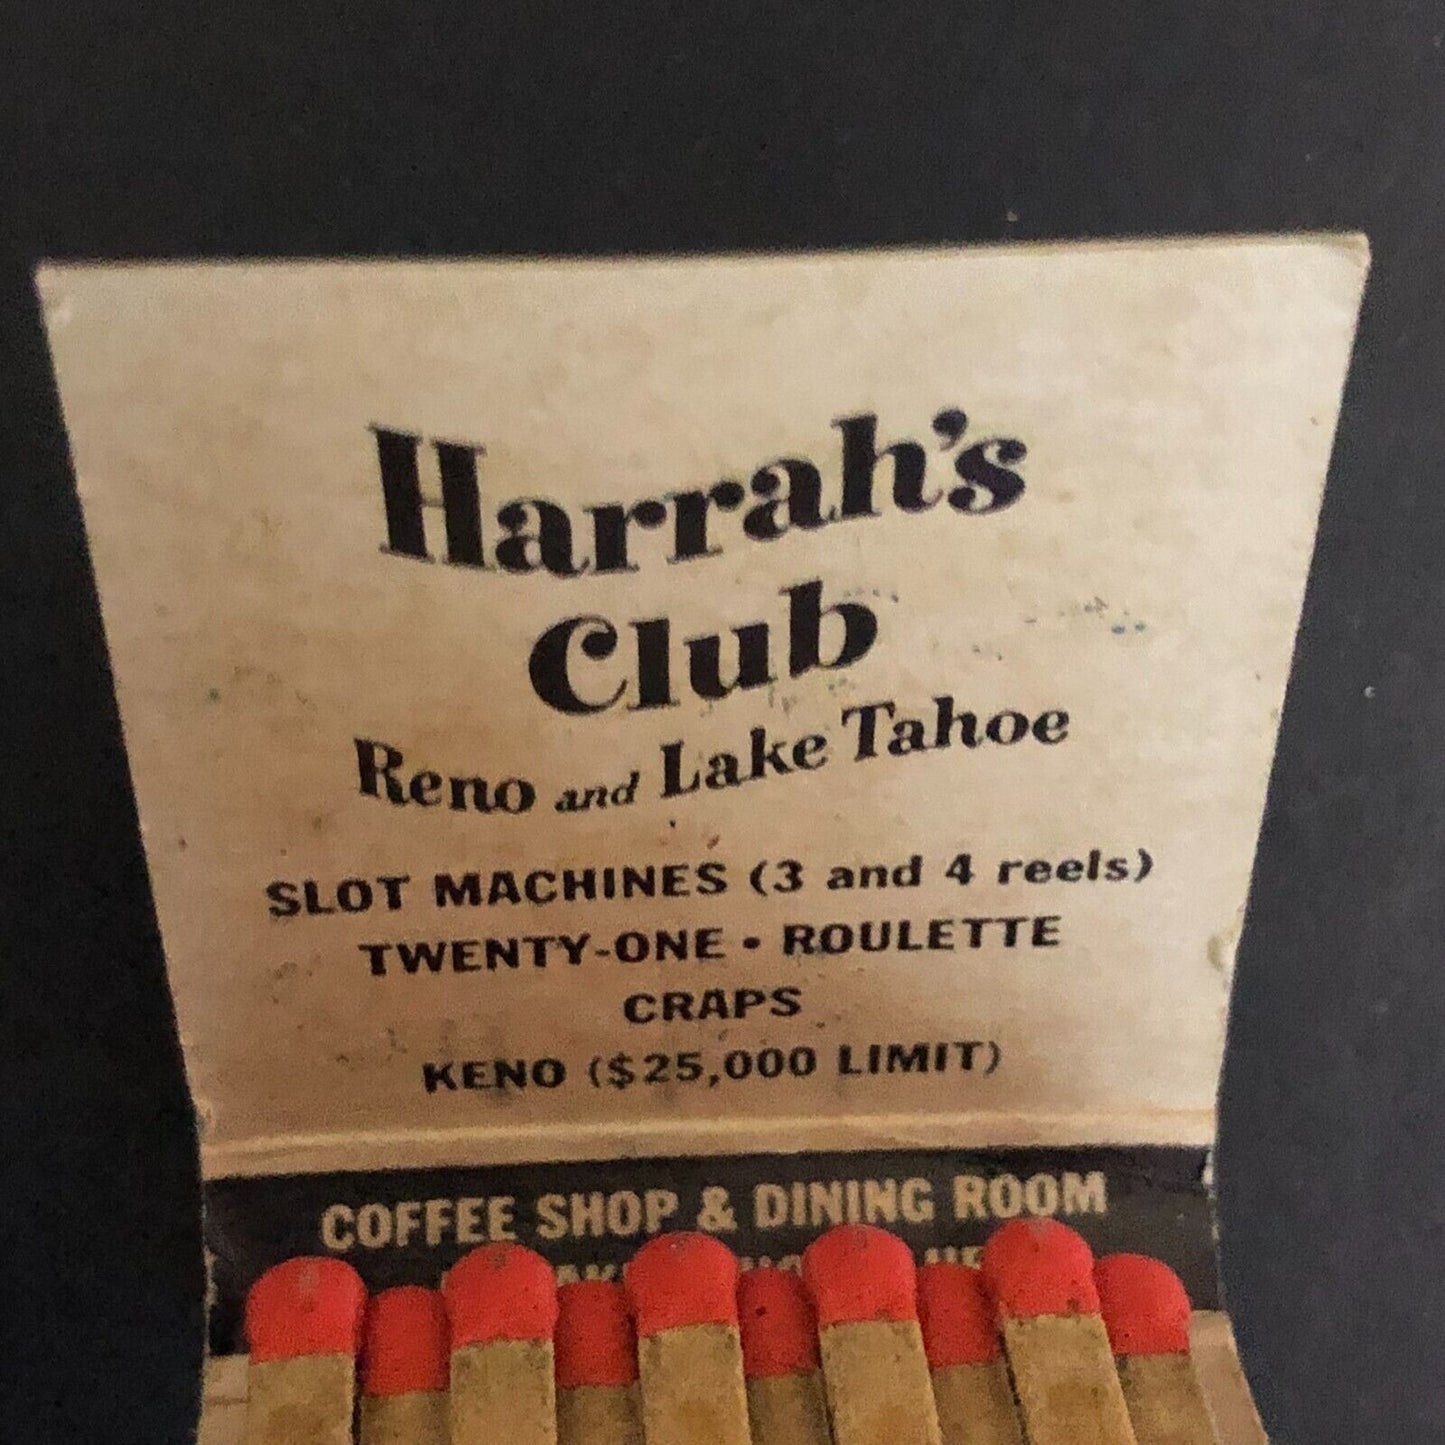 Harrah's
Club
Reno and Lake Tahoe
SLOT MACHINES (3 and 4 reels)
TWENTY-ONE • ROULETTE
CRAPS
KENO ($25,000 LIMIT)
COFFEE SHOP & DINING ROOM